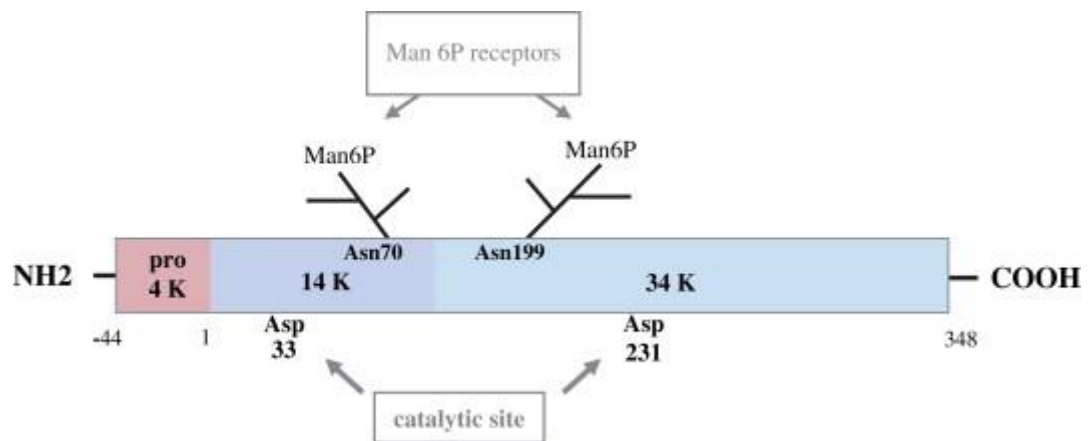 Man 6P receptors
Man6P
Man6P
Asn70
Asn199
NH2
pro
4 K
14 K
34 K
COOH
-44
1
Asp
33
Asp
231
348
catalytic site